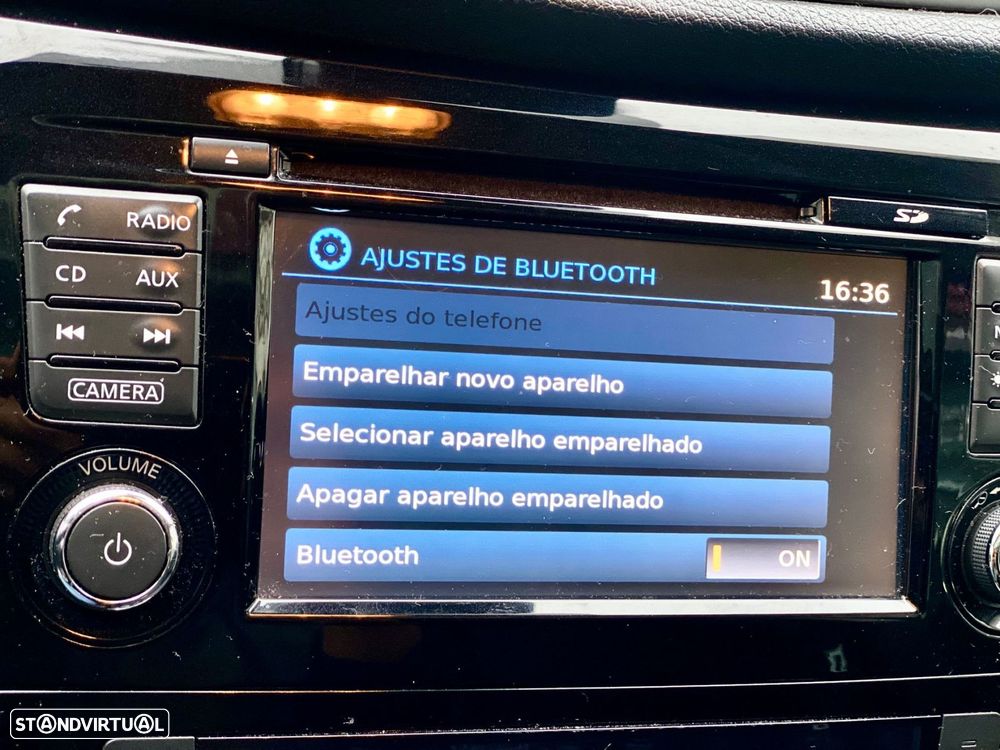 RADIO
CD AUX
CAMERA
VOLUME
SD
AJUSTES DE BLUETOOTH
16:36
Ajustes do telefone
Emparelhar novo aparelho
Selecionar aparelho emparelhado
Apagar aparelho emparelhado
Bluetooth ON
STANDVIRTUAL